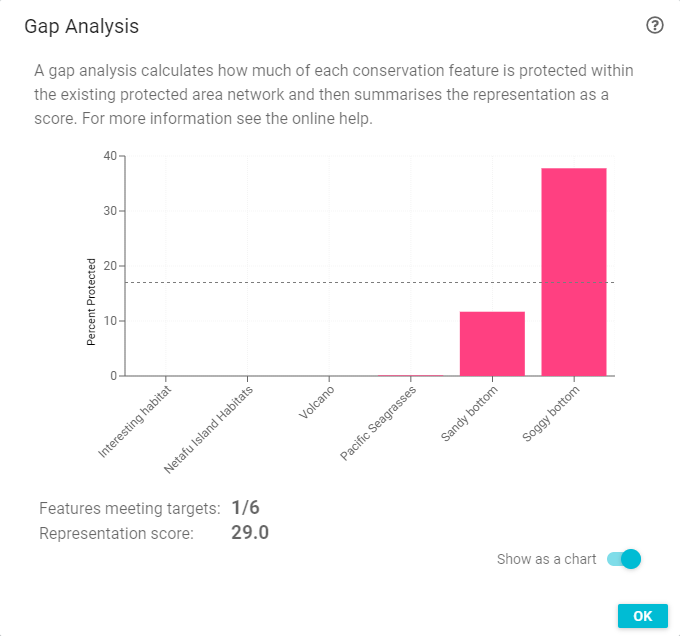 Gap Analysis
A gap analysis calculates how much of each conservation feature is protected within
the existing protected area network and then summarises the representation as a
score. For more information see the online help.
40
30
20
10
0
Percent Protected
Interesting habitat
Netafu Island Habitats
Volcano
Pacific Seagrasses
Sandy bottom
Soggy bottom
Features meeting targets: 1/6
Representation score: 29.0
Show as a chart
OK